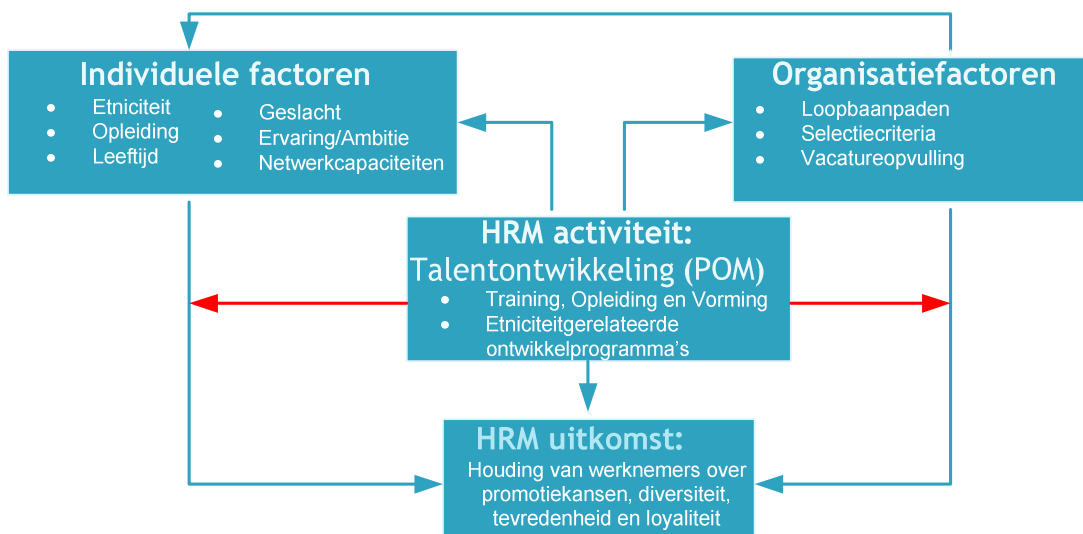 Individuele factoren
• Etniciteit
• Opleiding
• Leeftijd
• Geslacht
• Ervaring/Ambitie
• Netwerkcapaciteiten
Organisatiefactoren
• Loopbaanpaden
• Selectiecriteria
• Vacatureopvulling
HRM activiteit:
Talentontwikkeling (POM)
• Training, Opleiding en Vorming
• Etniciteitgerelateerde
ontwikkelprogramma's
HRM uitkomst:
Houding van werknemers over
promotiekansen, diversiteit,
tevredenheid en loyaliteit